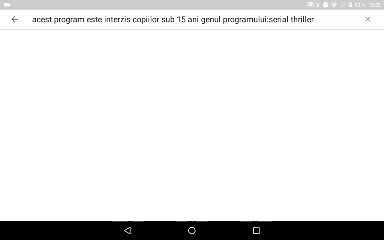 acest program este interzis copiilor sub 15 ani genul programului:serial thriller